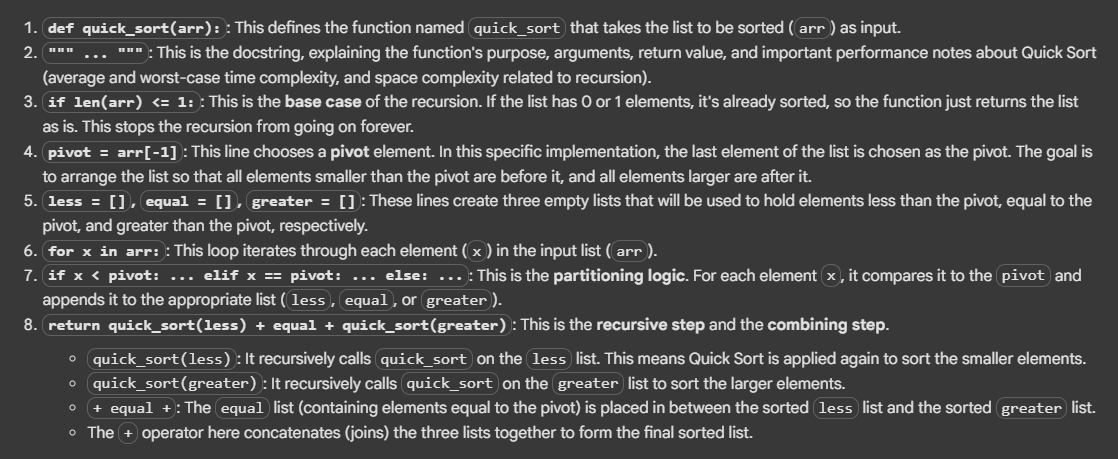 1. def quick_sort(arr): : This defines the function named quick_sort that takes the list to be sorted ( arr ) as input.
2. """ ... """ : This is the docstring, explaining the function's purpose, arguments, return value, and important performance notes about Quick Sort
(average and worst-case time complexity, and space complexity related to recursion).
3. if len(arr) <= 1: : This is the base case of the recursion. If the list has 0 or 1 elements, it's already sorted, so the function just returns the list
as is. This stops the recursion from going on forever.
4. pivot = arr[-1] : This line chooses a pivot element. In this specific implementation, the last element of the list is chosen as the pivot. The goal is
to arrange the list so that all elements smaller than the pivot are before it, and all elements larger are after it.
5. less = [] , equal = [] , greater = [] : These lines create three empty lists that will be used to hold elements less than the pivot, equal to the
pivot, and greater than the pivot, respectively.
6. for x in arr: : This loop iterates through each element ( x ) in the input list ( arr ).
7. if x < pivot: ... elif x == pivot: ... else: ... : This is the partitioning logic. For each element x , it compares it to the pivot and
appends it to the appropriate list ( less , equal , or greater ).
8. return quick_sort(less) + equal + quick_sort(greater) : This is the recursive step and the combining step.
◦ quick_sort(less) : It recursively calls quick_sort on the less list. This means Quick Sort is applied again to sort the smaller elements.
◦ quick_sort(greater) : It recursively calls quick_sort on the greater list to sort the larger elements.
◦ + equal + : The equal list (containing elements equal to the pivot) is placed in between the sorted less list and the sorted greater list.
◦ The + operator here concatenates (joins) the three lists together to form the final sorted list.